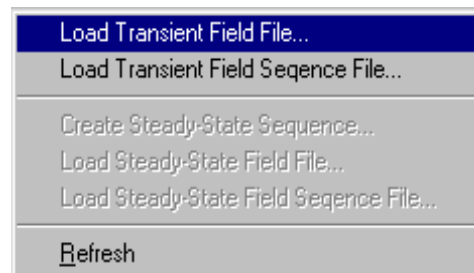 Load Transient Field File...
Load Transient Field Seqence File...
Create Steady-State Sequence...
Load Steady-State Field File...
Load Steady-State Field Seqence File...
Refresh